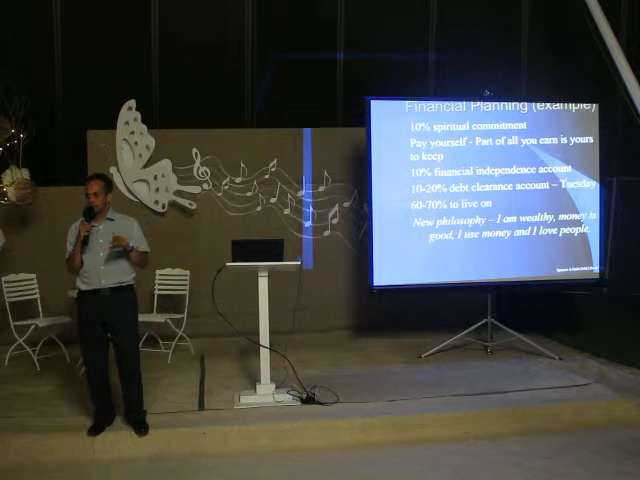 Financial Planning (example)
10% spiritual commitment
Pay yourself - Part of all you earn is yours
to keep
10% financial independence account
10-20% debt clearance account – Tuesday
60-70% to live on
New philosophy – I am wealthy, money is
good, I use money and I love people.